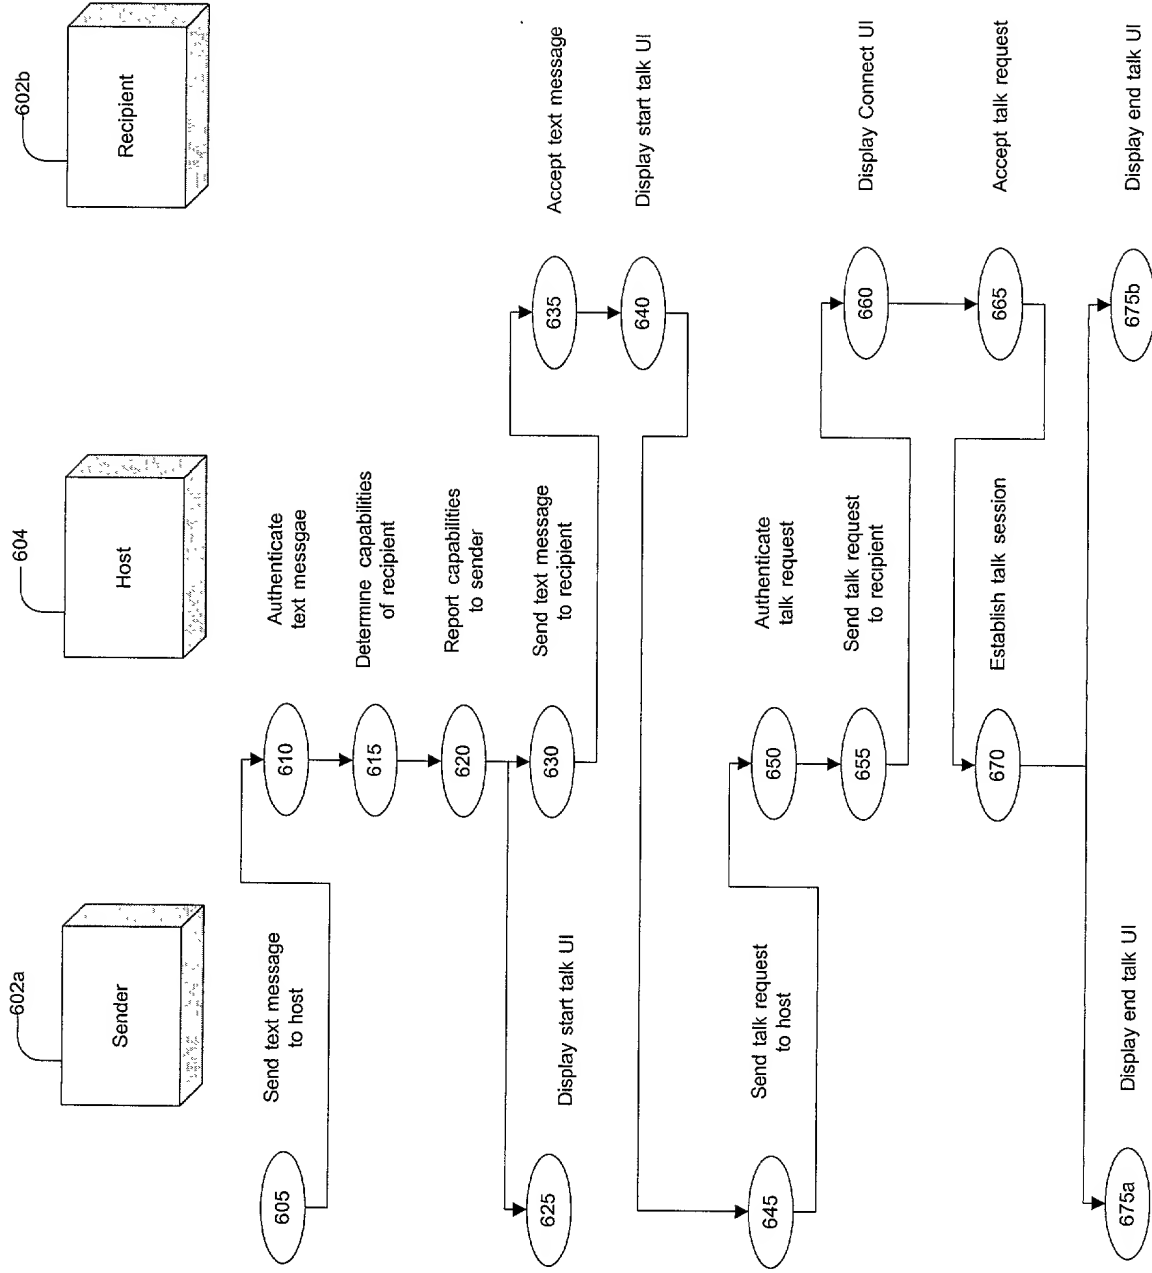 602a
Sender
604
Host
602b
Recipient
605
Send text message
to host
610
Authenticate
text messgae
615
Determine capabilities
of recipient
620
Report capabilities
to sender
625
Display start talk UI
630
Send text message
to recipient
635
Accept text message
640
Display start talk UI
645
Send talk request
to host
650
Authenticate
talk request
655
Send talk request
to recipient
660
Display Connect UI
665
Accept talk request
670
Establish talk session
675a
Display end talk UI
675b
Display end talk UI